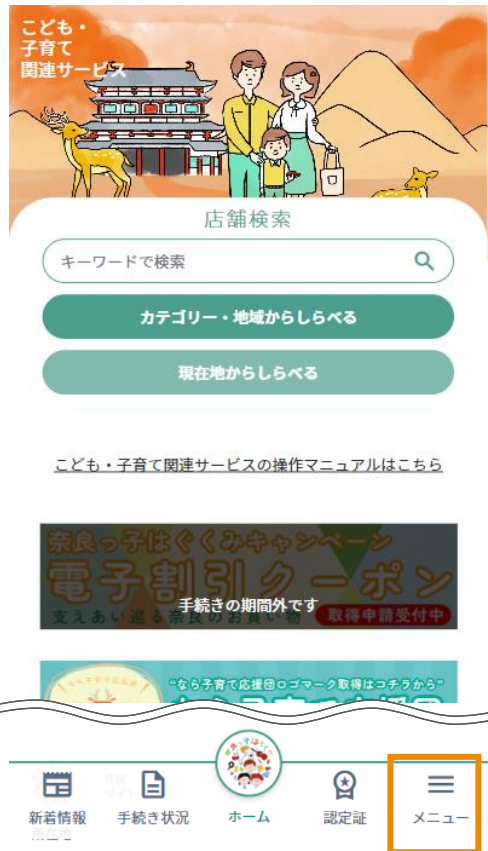 こども・
子育て
関連サービス
店舗検索
キーワードで検索
カテゴリー・地域からしらべる
現在地からしらべる
こども・子育て関連サービスの操作マニュアルはこちら
奈良っ子はぐくみキャンペーン
電子割引クーポン
手続きの期間外です
支えあい巡る奈良のお買い物 取得申請受付中
“なら子育て応援団ロゴマーク取得はコチラから”
新着情報 手続き状況 ホーム 認定証 メニュー